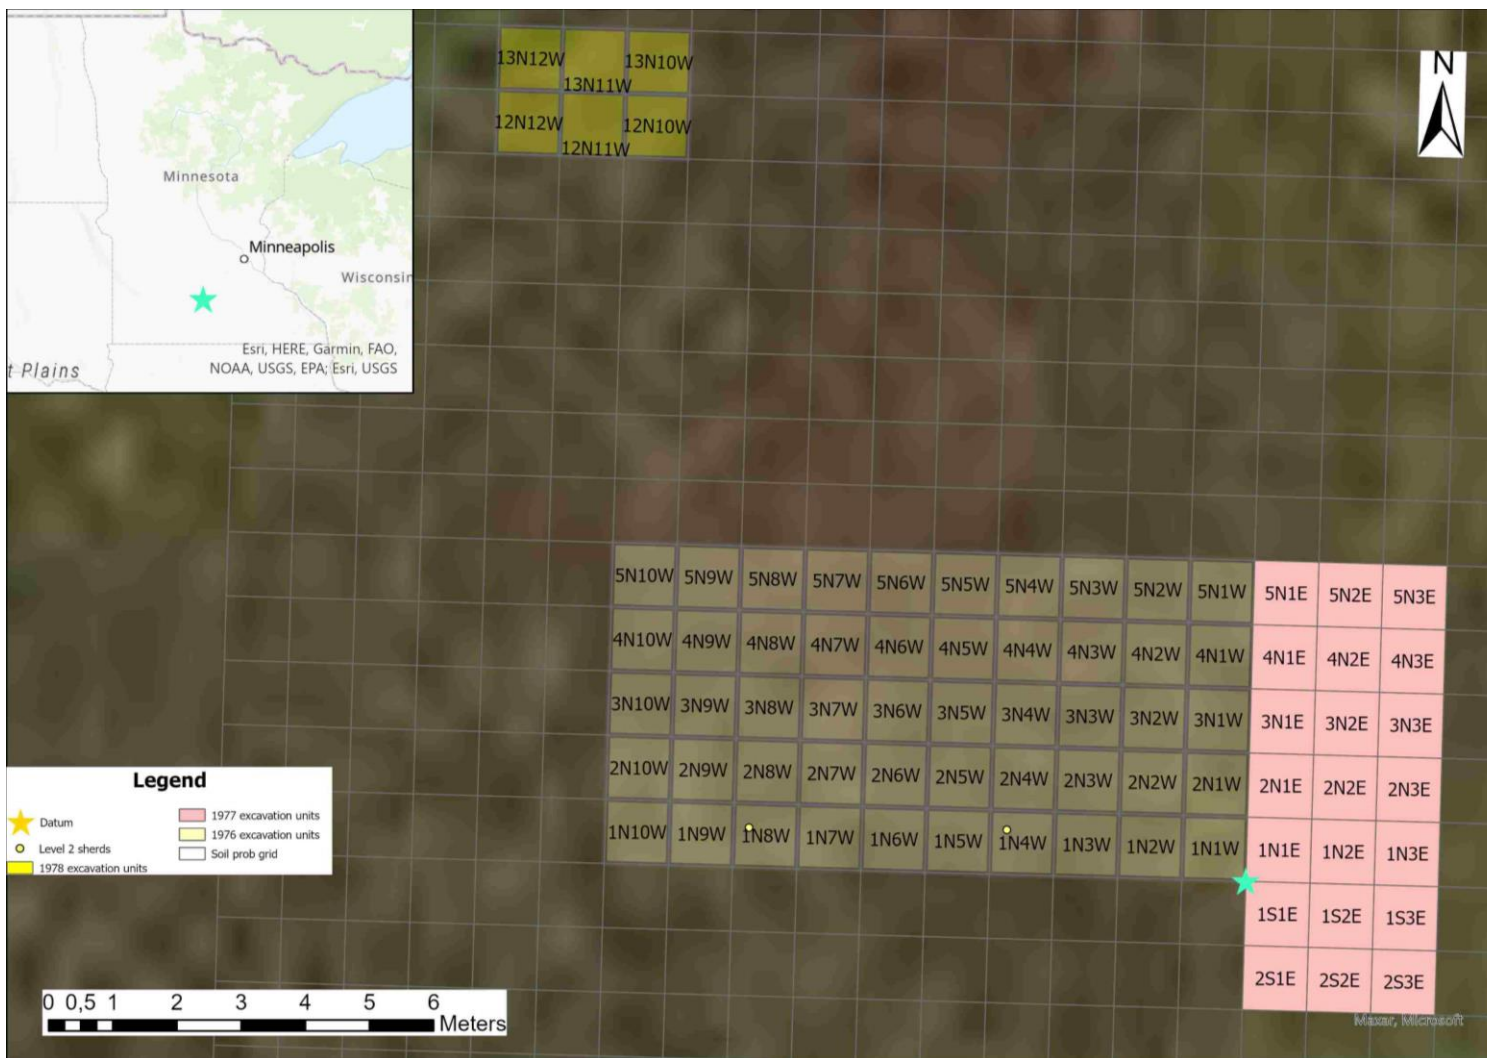 Minnesota
Minneapolis
Wisconsin
Esri, HERE, Garmin, FAO,
NOAA, USGS, EPA; Esri, USGS
t Plains
N
13N12W 13N11W 13N10W
12N12W 12N11W 12N10W
5N10W 5N9W 5N8W 5N7W 5N6W 5N5W 5N4W 5N3W 5N2W 5N1W 5N1E 5N2E 5N3E
4N10W 4N9W 4N8W 4N7W 4N6W 4N5W 4N4W 4N3W 4N2W 4N1W 4N1E 4N2E 4N3E
3N10W 3N9W 3N8W 3N7W 3N6W 3N5W 3N4W 3N3W 3N2W 3N1W 3N1E 3N2E 3N3E
2N10W 2N9W 2N8W 2N7W 2N6W 2N5W 2N4W 2N3W 2N2W 2N1W 2N1E 2N2E 2N3E
1N10W 1N9W 1N8W 1N7W 1N6W 1N5W 1N4W 1N3W 1N2W 1N1W 1N1E 1N2E 1N3E
1S1E 1S2E 1S3E
2S1E 2S2E 2S3E
Legend
Datum
Level 2 sherds
1978 excavation units
1977 excavation units
1976 excavation units
Soil prob grid
0 0,5 1 2 3 4 5 6
Meters
Maxar, Microsoft